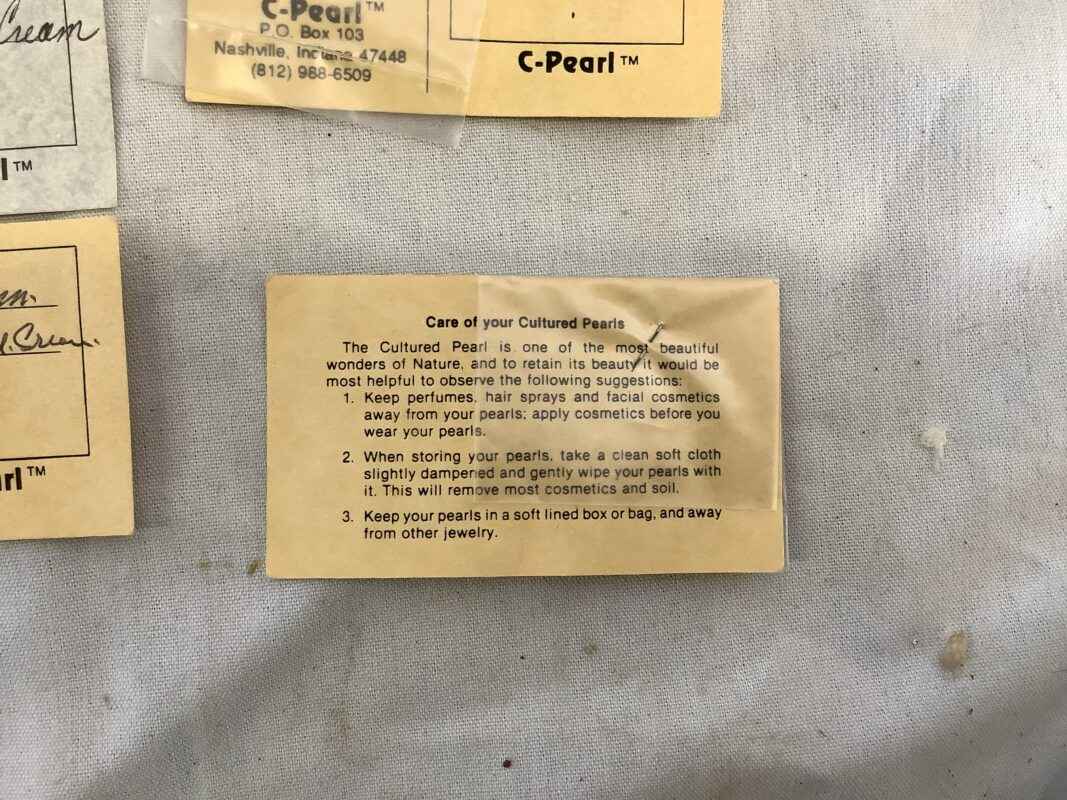 Cream
C-Pearl™
P.O. Box 103
Nashville, Indiana 47448
(812) 988-6509
C-Pearl™
l™
rl™
Care of your Cultured Pearls
The Cultured Pearl is one of the most beautiful
wonders of Nature, and to retain its beauty it would be
most helpful to observe the following suggestions:
1. Keep perfumes, hair sprays and facial cosmetics
away from your pearls; apply cosmetics before you
wear your pearls.
2. When storing your pearls, take a clean soft cloth
slightly dampened and gently wipe your pearls with
it. This will remove most cosmetics and soil.
3. Keep your pearls in a soft lined box or bag, and away
from other jewelry.